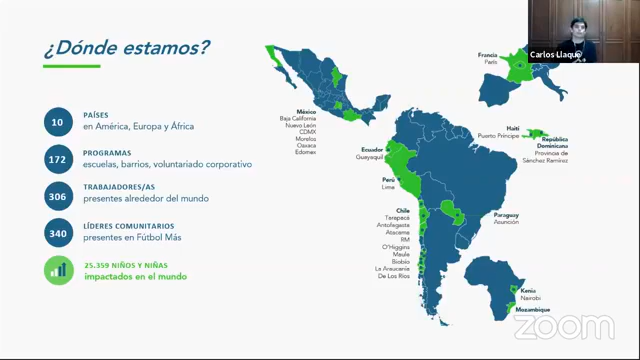 ¿Dónde estamos?
10
PAÍSES
en América, Europa y África
172
PROGRAMAS
escuelas, barrios, voluntariado corporativo
306
TRABAJADORES/AS
presentes alrededor del mundo
340
LÍDERES COMUNITARIOS
presentes en Fútbol Más
25.359 NIÑOS Y NIÑAS
impactados en el mundo
México
Baja California
Nuevo León
CDMX
Morelos
Oaxaca
Edomex
Ecuador
Guayaquil
Perú
Lima
Chile
Tarapacá
Antofagasta
Atacama
RM
O'Higgins
Maule
Biobío
La Araucanía
De Los Ríos
Francia
París
Haití
Puerto Príncipe
República
Dominicana
Provincia de
Sánchez Ramírez
Paraguay
Asunción
Kenia
Nairobi
Mozambique
Carlos Llaque
zoom